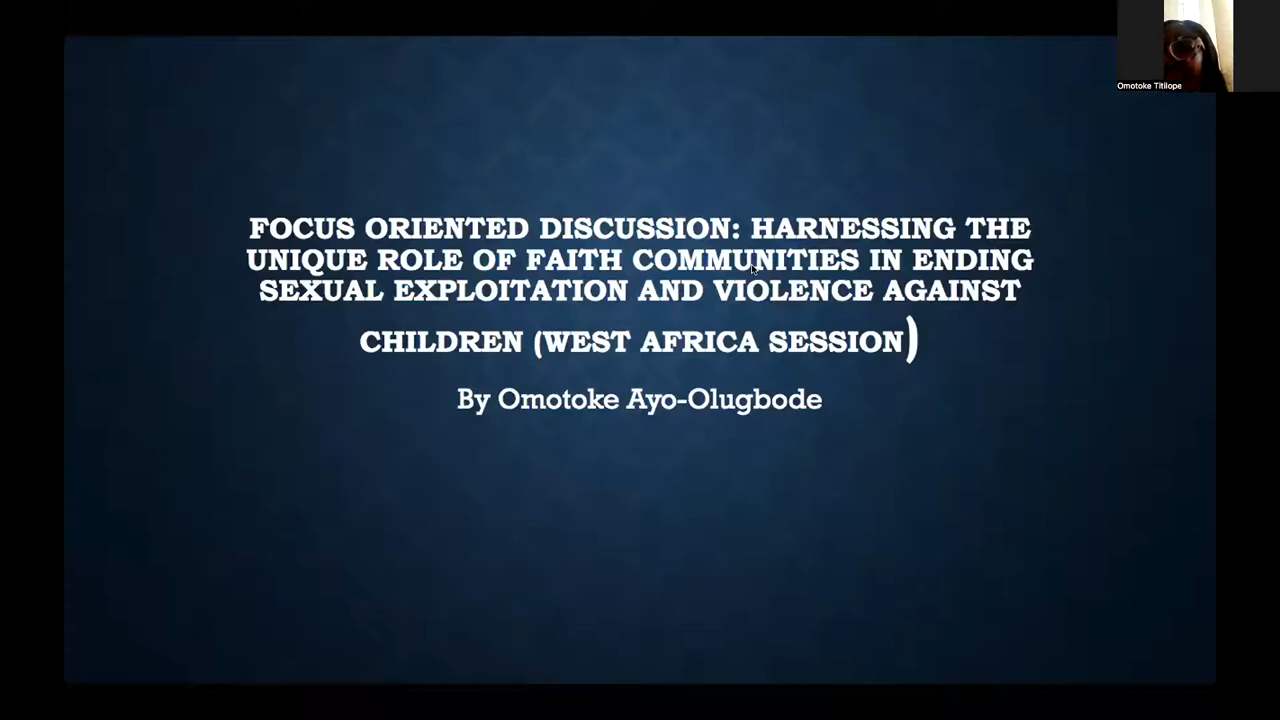 Omotoke Titilope
FOCUS ORIENTED DISCUSSION: HARNESSING THE
UNIQUE ROLE OF FAITH COMMUNITIES IN ENDING
SEXUAL EXPLOITATION AND VIOLENCE AGAINST
CHILDREN (WEST AFRICA SESSION)
By Omotoke Ayo-Olugbode